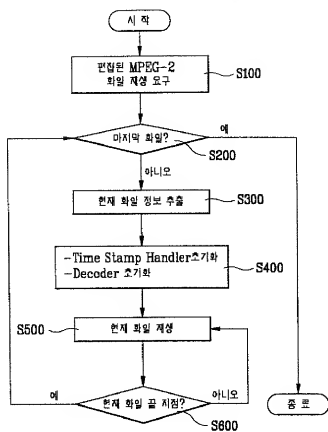 시 작
편집된 MPEG-2
화일 재생 요구
S100
마지막 화일?
예
S200
아니오
현재 화일 정보 추출
S300
-Time Stamp Handler초기화
-Decoder 초기화
S400
S500
현재 화일 재생
예
현재 화일 끝 지점?
아니오
S600
종 료